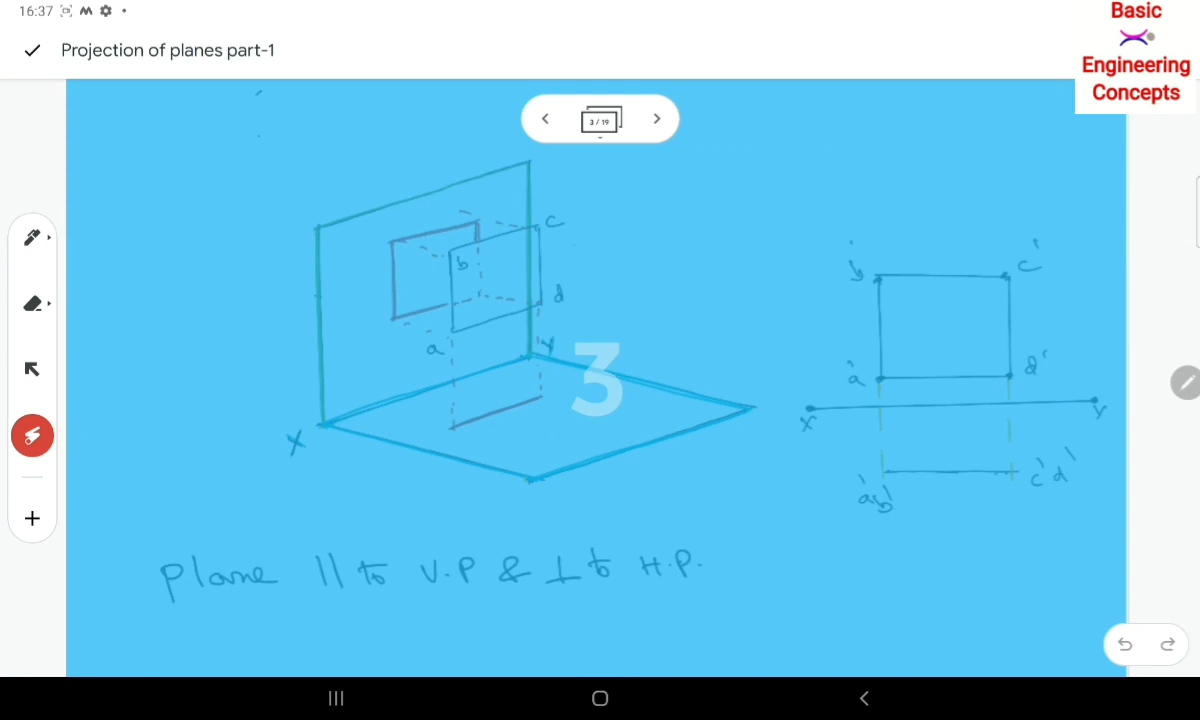 16:37
Projection of planes part-1
Basic
Engineering
Concepts
3 / 19
c
b
d
a
Y
X
3
b' c'
a' d'
X Y
a'b' c'd'
plane || to V.P & ⊥ to H.P.